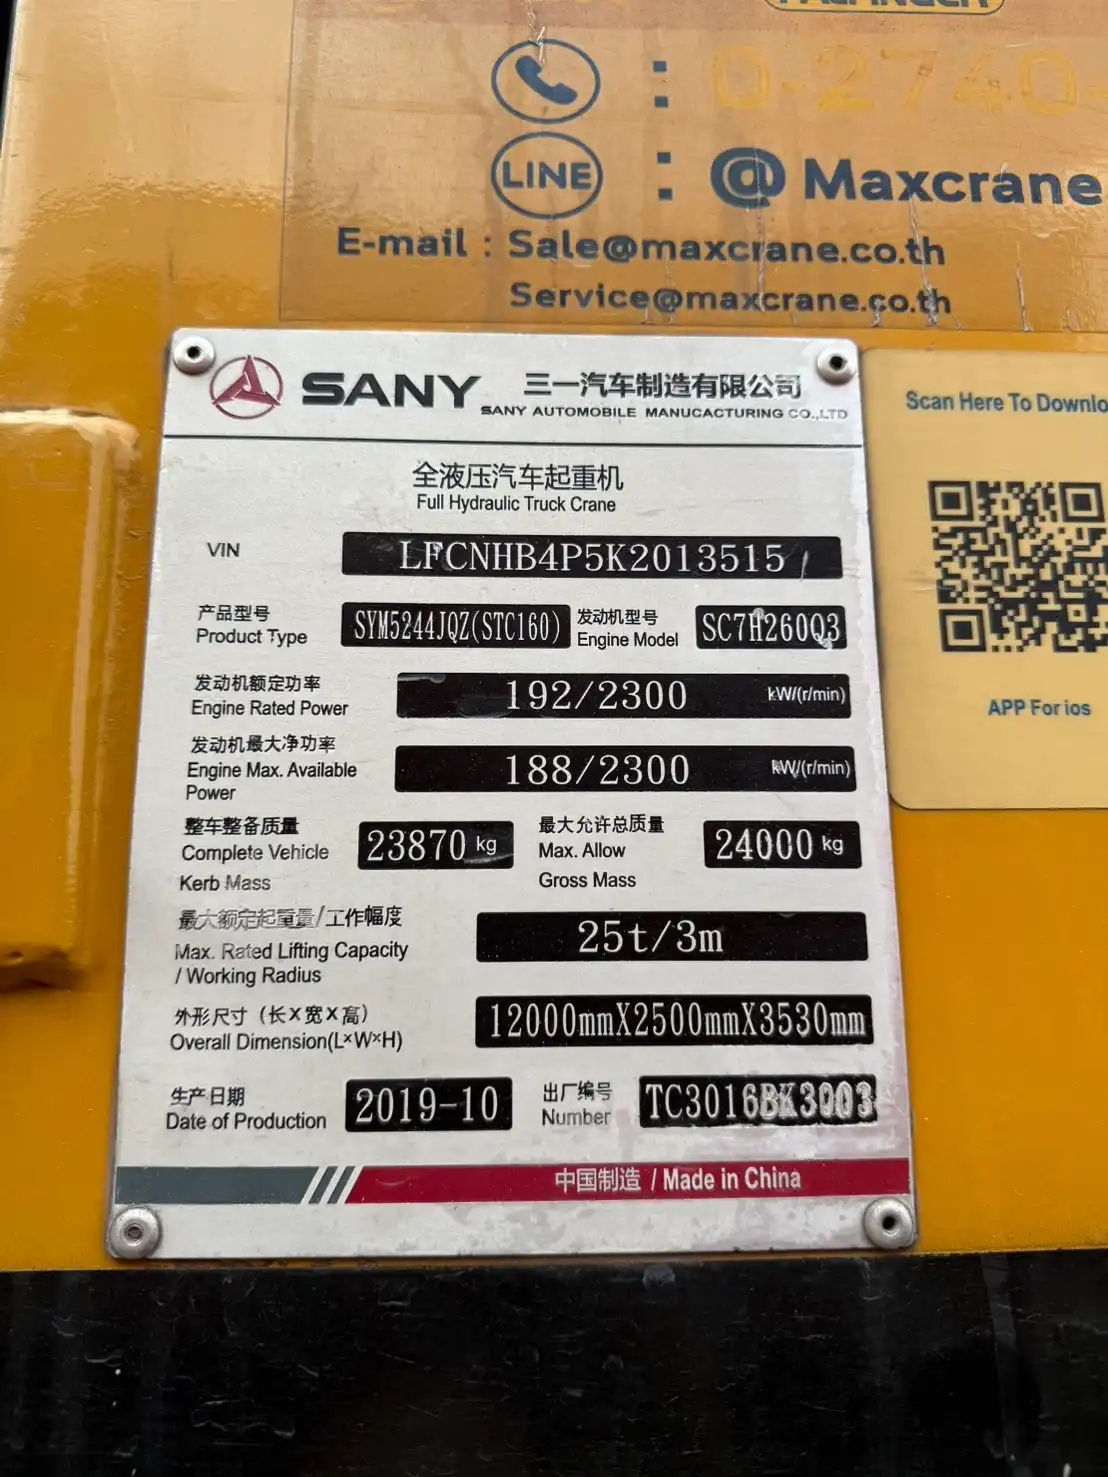 : 0-2740-
LINE : @Maxcrane
E-mail : Sale@maxcrane.co.th
Service@maxcrane.co.th
SANY 三一汽车制造有限公司
SANY AUTOMOBILE MANUCACTURING CO.,LTD
全液压汽车起重机
Full Hydraulic Truck Crane
VIN LFCNHB4P5K2013515
产品型号 SYM5244JQZ(STC160) 发动机型号 SC7H260Q3
Product Type Engine Model
发动机额定功率 192/2300 kW/(r/min)
Engine Rated Power
发动机最大净功率 188/2300 kW/(r/min)
Engine Max. Available
Power
整车整备质量 23870 kg 最大允许总质量 24000 kg
Complete Vehicle Max. Allow
Kerb Mass Gross Mass
最大额定起重量/工作幅度 25t/3m
Max. Rated Lifting Capacity
/ Working Radius
外形尺寸（长×宽×高） 12000mmX2500mmX3530mm
Overall Dimension(L×W×H)
生产日期 2019-10 出厂编号 TC3016BK3003
Date of Production Number
中国制造 / Made in China
Scan Here To Downlo
APP For ios